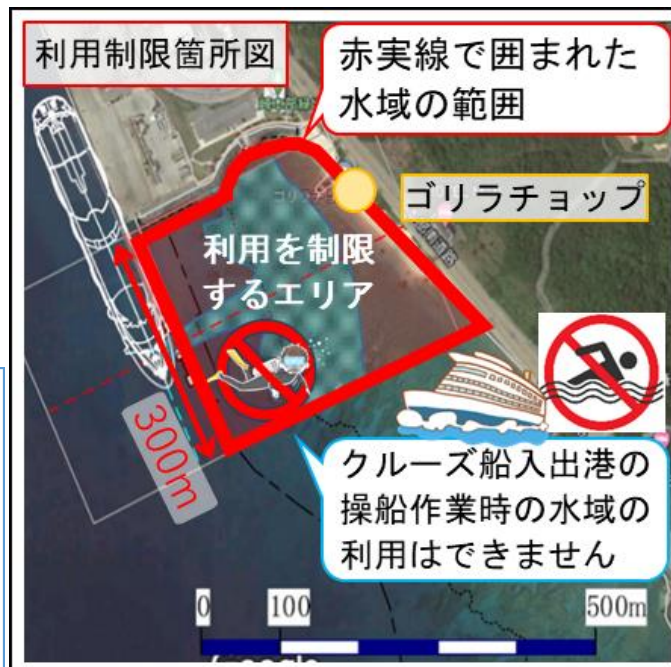 利用制限箇所図
赤実線で囲まれた
水域の範囲
ゴリラチョップ
利用を制限
するエリア
300m
クルーズ船入出港の
操船作業時の水域の
利用はできません
0 100 500m